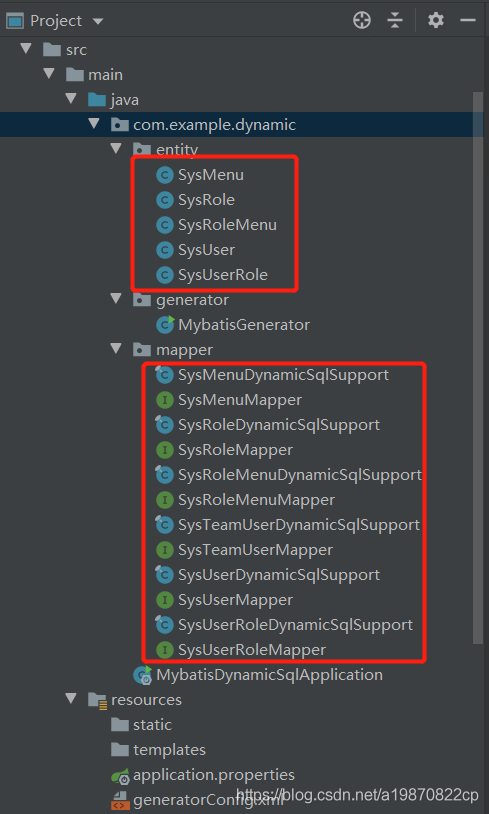 Project
src
main
java
com.example.dynamic
entity
SysMenu
SysRole
SysRoleMenu
SysUser
SysUserRole
generator
MybatisGenerator
mapper
SysMenuDynamicSqlSupport
SysMenuMapper
SysRoleDynamicSqlSupport
SysRoleMapper
SysRoleMenuDynamicSqlSupport
SysRoleMenuMapper
SysTeamUserDynamicSqlSupport
SysTeamUserMapper
SysUserDynamicSqlSupport
SysUserMapper
SysUserRoleDynamicSqlSupport
SysUserRoleMapper
MybatisDynamicSqlApplication
resources
static
templates
application.properties
generatorConfig.xml
https://blog.csdn.net/a19870822cp